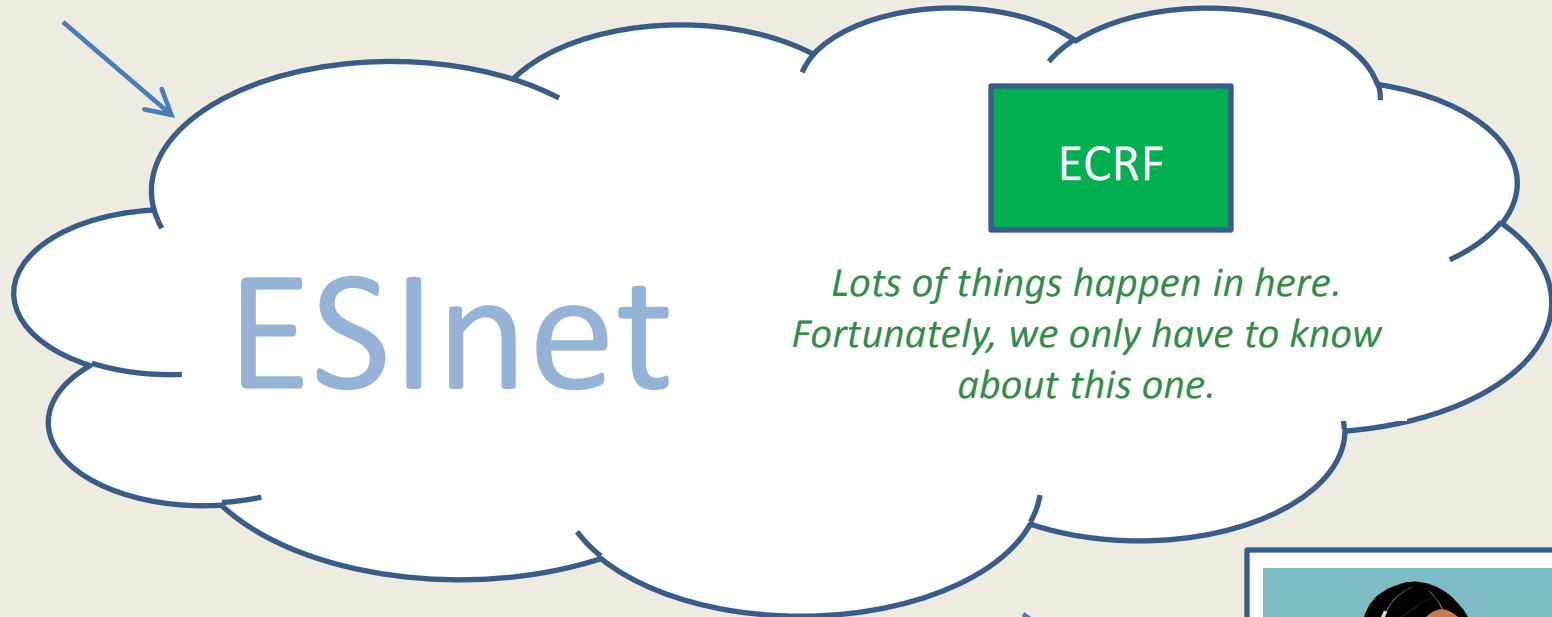 ECRF
ESInet
Lots of things happen in here.
Fortunately, we only have to know
about this one.